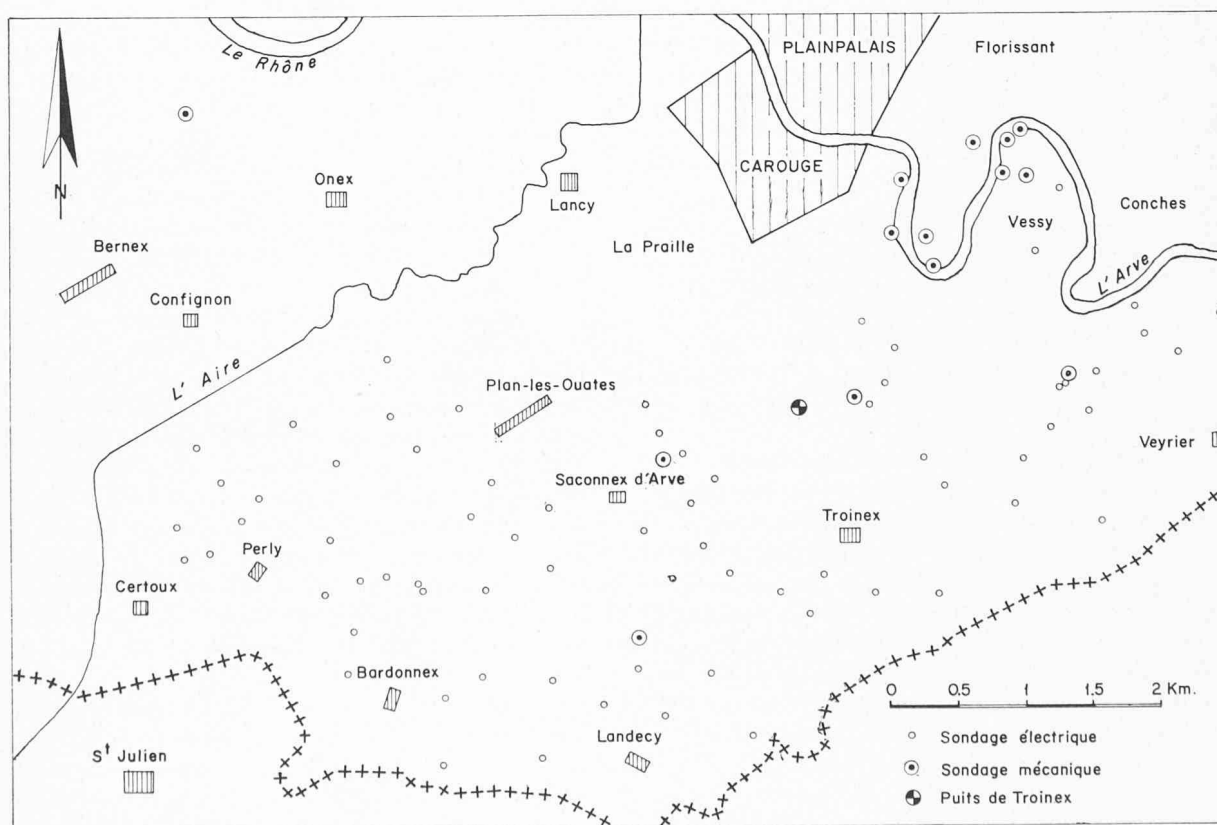 PLAINPALAIS
Florissant
Le Rhône
CAROUGE
N
Onex
Lancy
Vessy
Conches
Bernex
La Praille
Confignon
L'Arve
L'Aire
Plan-les-Ouates
Veyrier
Saconnex d'Arve
Troinex
Perly
Certoux
Bardonnex
0 0.5 1 1.5 2 Km.
Landecy
St Julien
Sondage électrique
Sondage mécanique
Puits de Troinex